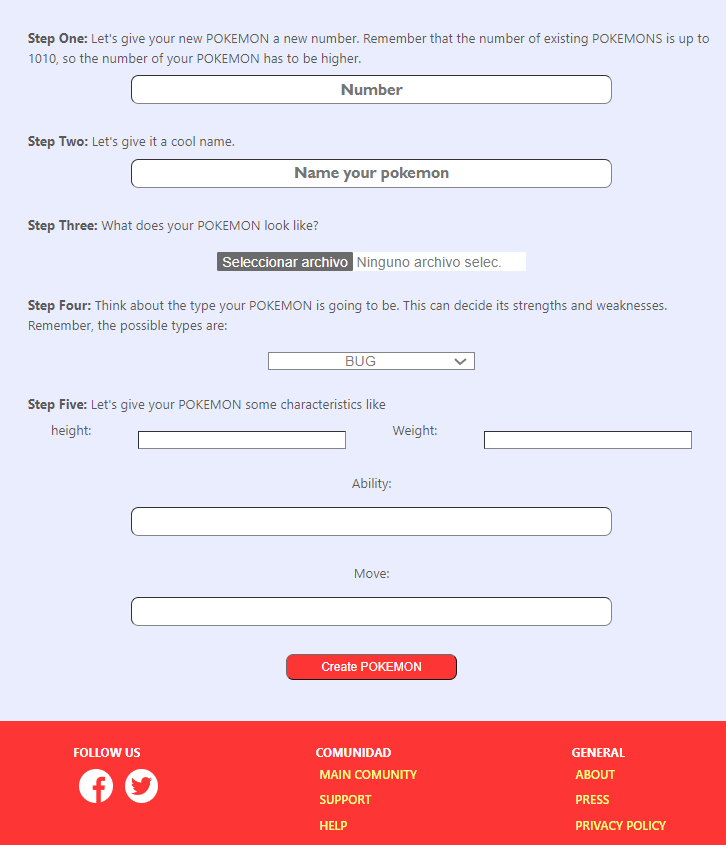 Step One: Let's give your new POKEMON a new number. Remember that the number of existing POKEMONS is up to
1010, so the number of your POKEMON has to be higher.
Number
Step Two: Let's give it a cool name.
Name your pokemon
Step Three: What does your POKEMON look like?
Seleccionar archivo Ninguno archivo selec.
Step Four: Think about the type your POKEMON is going to be. This can decide its strengths and weaknesses.
Remember, the possible types are:
BUG
Step Five: Let's give your POKEMON some characteristics like
height: Weight:
Ability:
Move:
Create POKEMON
FOLLOW US
COMUNIDAD
MAIN COMUNITY
SUPPORT
HELP
GENERAL
ABOUT
PRESS
PRIVACY POLICY